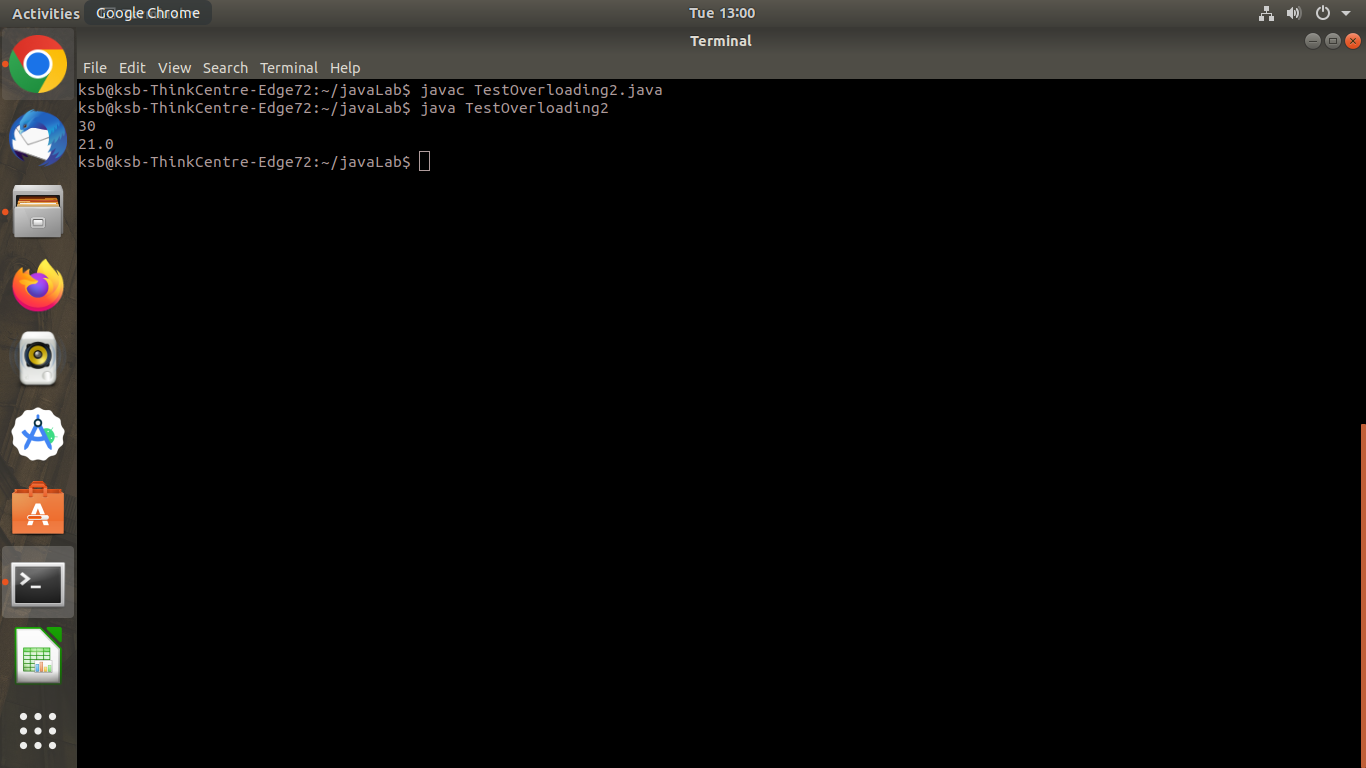 Activities Google Chrome Tue 13:00
Terminal
File Edit View Search Terminal Help
ksb@ksb-ThinkCentre-Edge72:~/javaLab$ javac TestOverloading2.java
ksb@ksb-ThinkCentre-Edge72:~/javaLab$ java TestOverloading2
30
21.0
ksb@ksb-ThinkCentre-Edge72:~/javaLab$